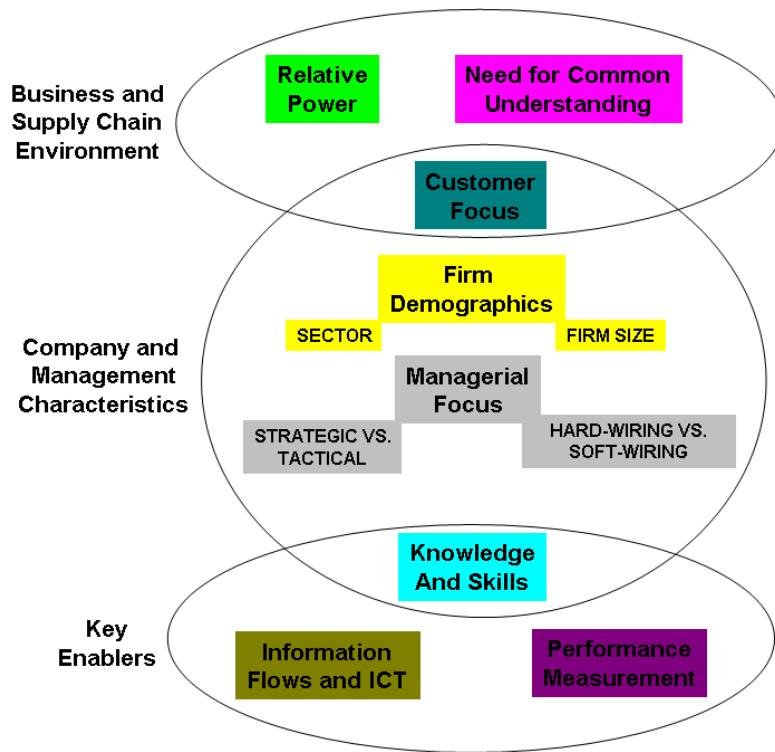 Relative
Power
Need for Common
Understanding
Business and
Supply Chain
Environment
Customer
Focus
Firm
Demographics
SECTOR
FIRM SIZE
Company and
Management
Characteristics
Managerial
Focus
STRATEGIC VS.
TACTICAL
HARD-WIRING VS.
SOFT-WIRING
Knowledge
And Skills
Key
Enablers
Information
Flows and ICT
Performance
Measurement